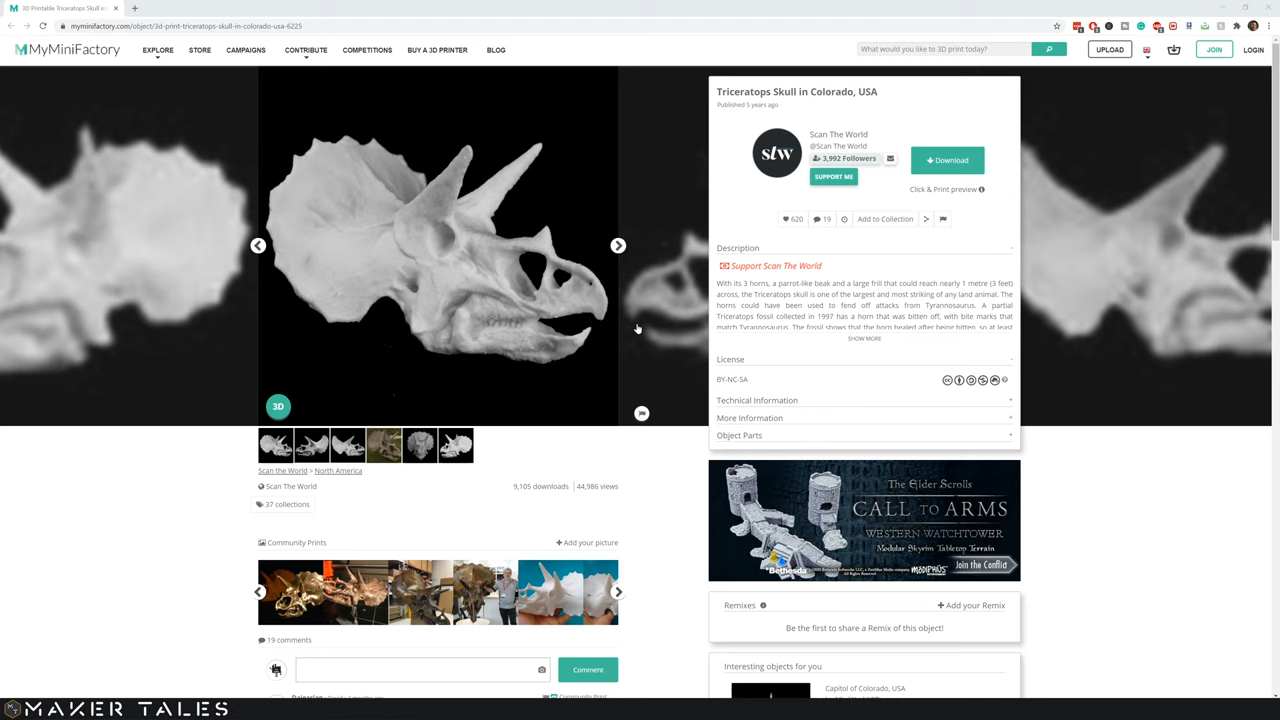 3D Printable Triceratops Skull in
myminifactory.com/object/3d-print-triceratops-skull-in-colorado-usa-6225
MyMiniFactory
EXPLORE
STORE
CAMPAIGNS
CONTRIBUTE
COMPETITIONS
BUY A 3D PRINTER
BLOG
What would you like to 3D print today?
UPLOAD
JOIN
LOGIN
Triceratops Skull in Colorado, USA
Published 5 years ago
stw
Scan The World
@Scan The World
3,992 Followers
SUPPORT ME
Download
Click & Print preview
620
19
Add to Collection
Description
Support Scan The World
With its 3 horns, a parrot-like beak and a large frill that could reach nearly 1 metre (3 feet)
across, the Triceratops skull is one of the largest and most striking of any land animal. The
horns could have been used to fend off attacks from Tyrannosaurus. A partial
Triceratops fossil collected in 1997 has a horn that was bitten off, with bite marks that
match Tyrannosaurus. The fossil shows that the horn healed after being bitten, so at least
SHOW MORE
License
BY-NC-SA
Technical Information
More Information
Object Parts
3D
Scan the World > North America
Scan The World
9,105 downloads
44,986 views
37 collections
Community Prints
Add your picture
19 comments
Comment
Community Print
The Elder Scrolls
CALL TO ARMS
WESTERN WATCHTOWER
Modular Skyrim Tabletop Terrain
Bethesda
MODIPHIUS
Join the Conflict
Remixes
Add your Remix
Be the first to share a Remix of this object!
Interesting objects for you
Capitol of Colorado, USA
MAKER TALES